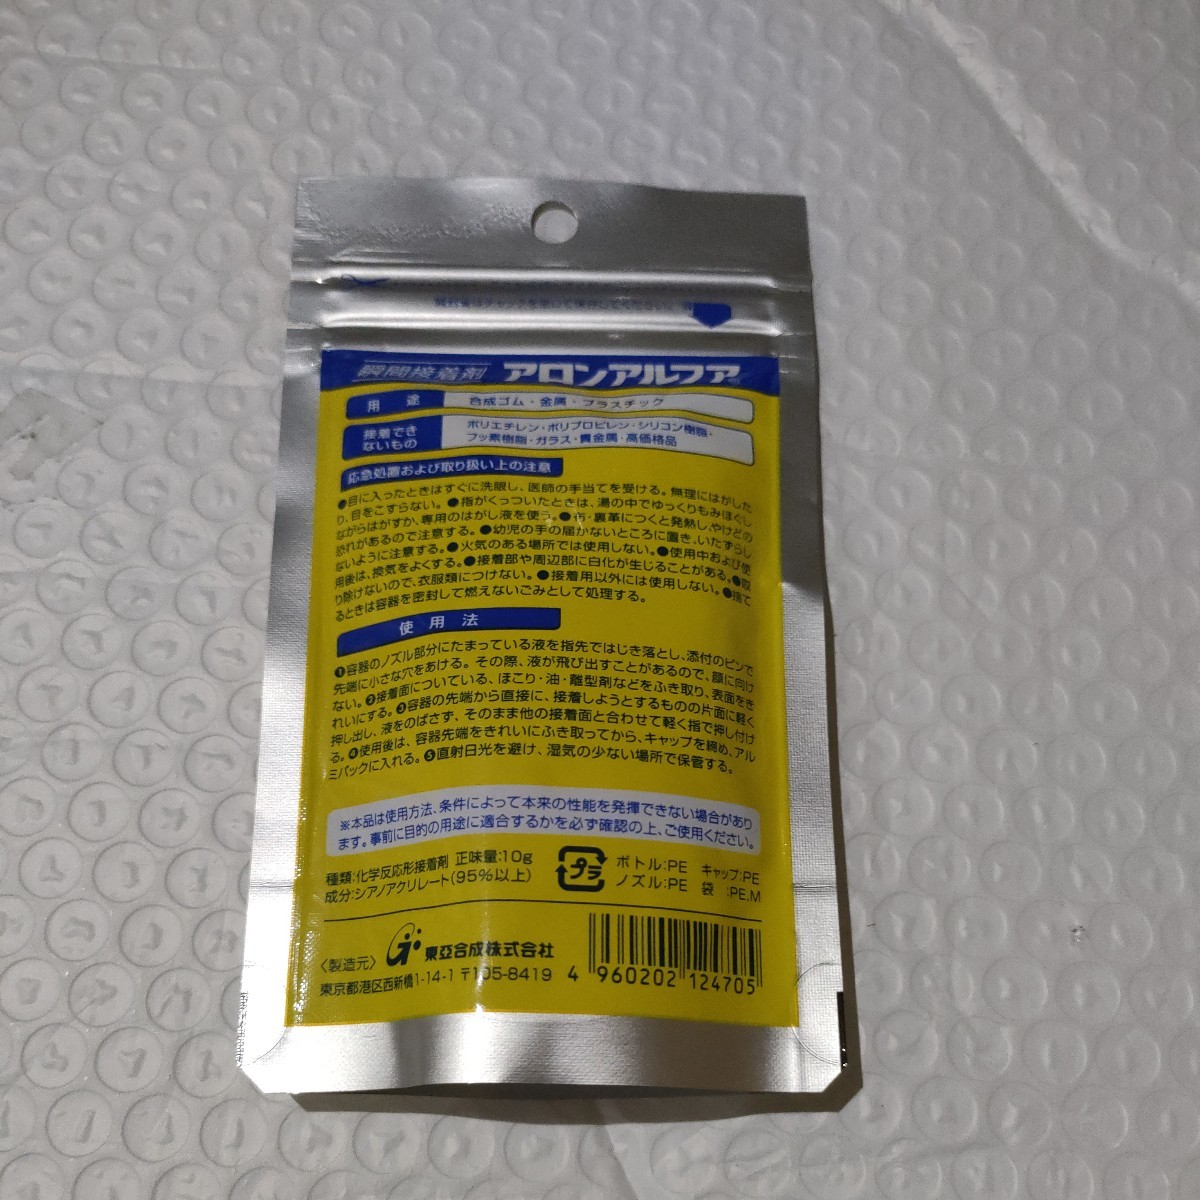 瞬間接着剤 アロンアルフア
用途 合成ゴム・金属・プラスチック
接着できないもの ポリエチレン・ポリプロピレン・シリコン樹脂・
フッ素樹脂・ガラス・貴金属・高価格品
応急処置および取り扱い上の注意
●目に入ったときはすぐに洗眼し、医師の手当てを受ける。無理にはがした
り、目をこすらない。●指がくっついたときは、湯の中でゆっくりもみほぐし
ながらはがすか、専用のはがし液を使う。●布・裏革につくと発熱し、やけどの
恐れがあるので注意する。●幼児の手の届かないところに置き、いたずらし
ないように注意する。●火気のある場所では使用しない。●使用中および使
用後は、換気をよくする。●接着部や周辺部に白化が生じることがある。●取
り除けないので、衣服類につけない。●接着用以外には使用しない。●捨て
るときは容器を密封して燃えないごみとして処理する。
使用法
❶容器のノズル部分にたまっている液を指先ではじき落とし、添付のピンで
先端に小さな穴をあける。その際、液が飛び出すことがあるので、顔に向け
ない。❷接着面についている、ほこり・油・離型剤などをふき取り、表面をき
れいにする。❸容器の先端から直接に、接着しようとするものの片面に軽く
押し出し、液をのばさず、そのまま他の接着面と合わせて軽く指で押し付け
る。❹使用後は、容器先端をきれいにふき取ってから、キャップを締め、アル
ミパックに入れる。❺直射日光を避け、湿気の少ない場所で保管する。
※本品は使用方法、条件によって本来の性能を発揮できない場合があり
ます。事前に目的の用途に適合するかを必ず確認の上、ご使用ください。
種類:化学反応形接着剤 正味量:10g
成分:シアノアクリレート(95%以上)
プラ
ボトル:PE キャップ:PE
ノズル:PE 袋:PE,M
〈製造元〉 東亞合成株式会社
東京都港区西新橋1-14-1 〒105-8419
4 960202 124705